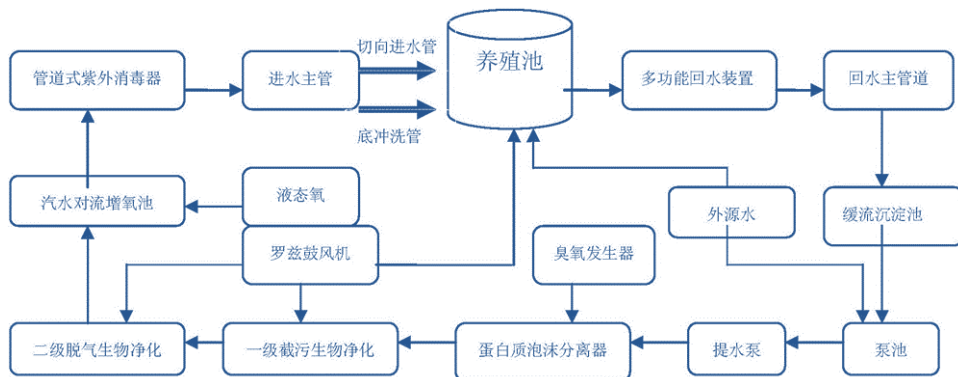 切向进水管
养殖池
管道式紫外消毒器
进水主管
多功能回水装置
回水主管道
底冲洗管
汽水对流增氧池
液态氧
外源水
缓流沉淀池
罗兹鼓风机
臭氧发生器
二级脱气生物净化
一级截污生物净化
蛋白质泡沫分离器
提水泵
泵池